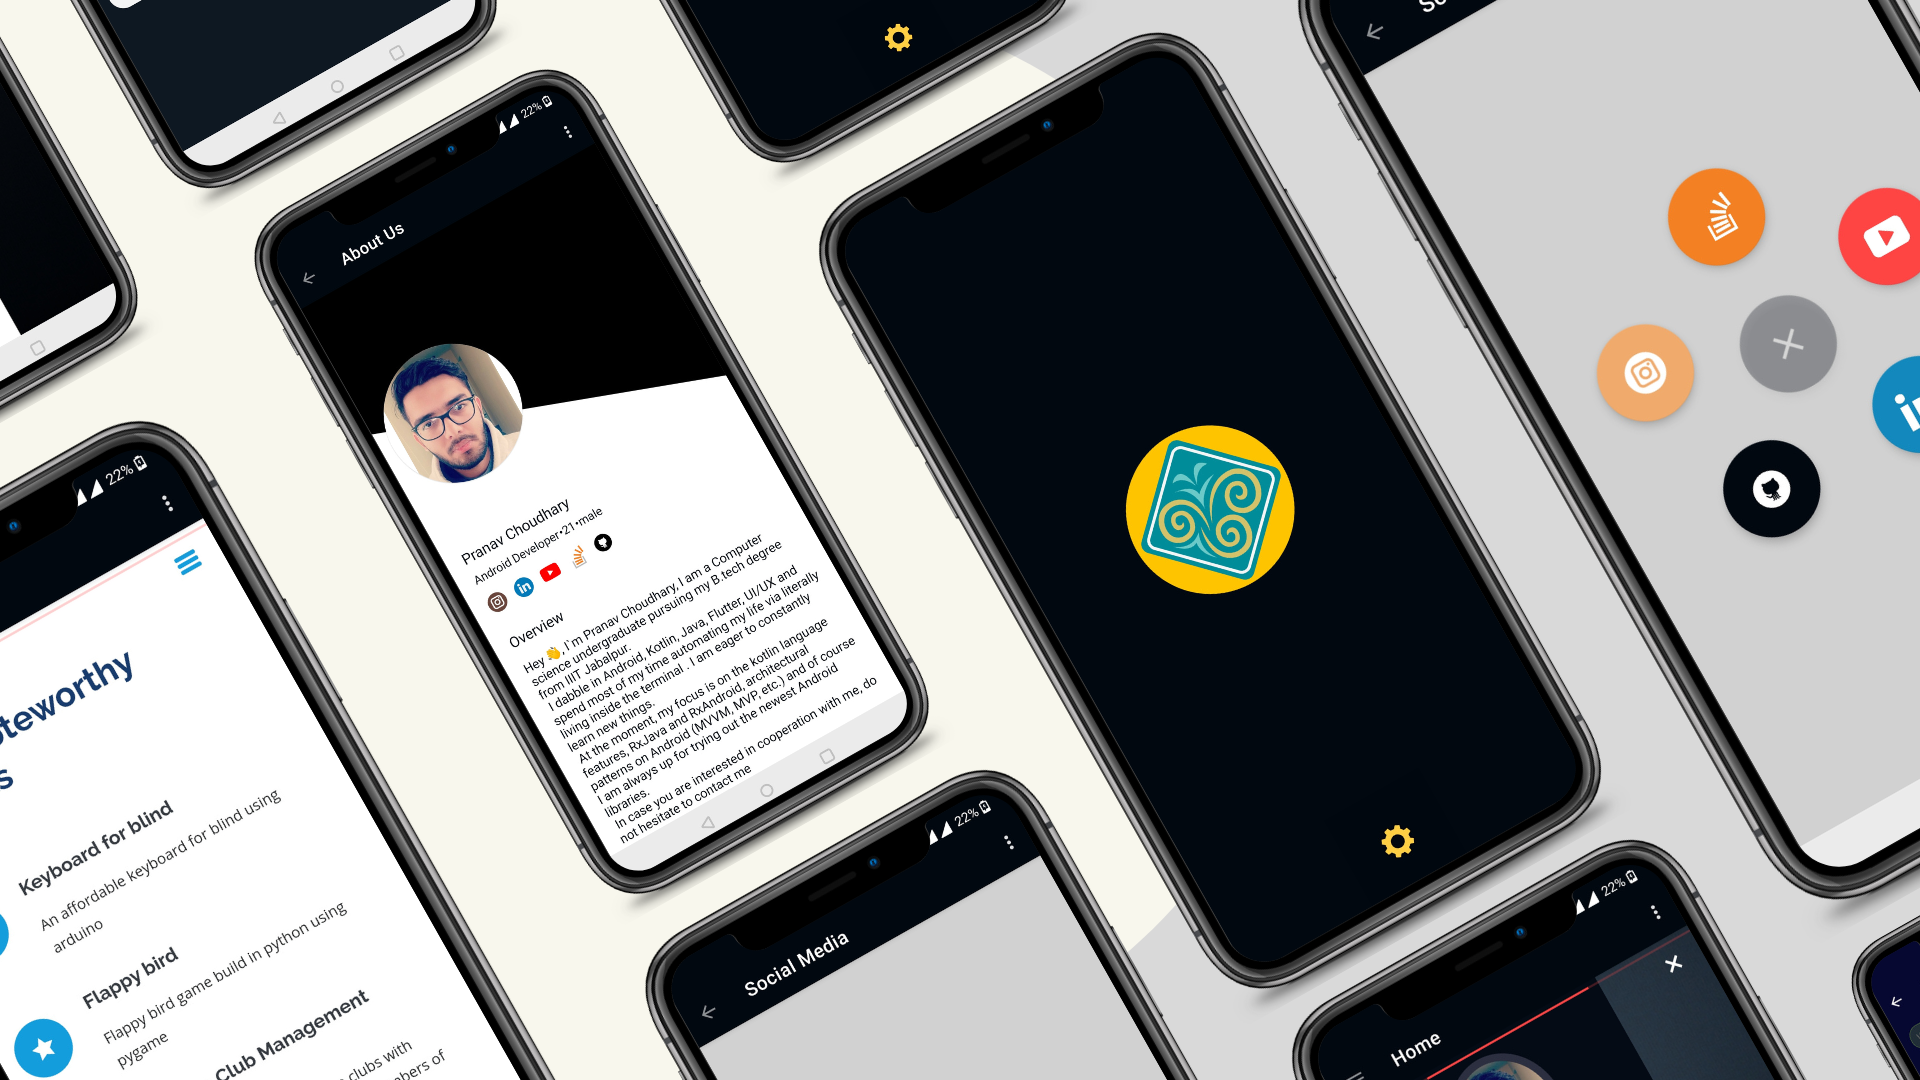 22%
About Us
Pranav Choudhary
Android Developer•21•male
Overview
Hey 👋, I`m Pranav Choudhary, I am a Computer
science undergraduate pursuing my B.tech degree
from IIIT Jabalpur.
I dabble in Android, Kotlin, Java, Flutter, UI/UX and
spend most of my time automating my life via literally
living inside the terminal . I am eager to constantly
learn new things.
At the moment, my focus is on the kotlin language
features, RxJava and RxAndroid, architectural
patterns on Android (MVVM, MVP, etc.) and of course
I am always up for trying out the newest Android
libraries.
In case you are interested in cooperation with me, do
not hesitate to contact me
22%
teworthy
s
Keyboard for blind
An affordable keyboard for blind using
arduino
Flappy bird
Flappy bird game build in python using
pygame
Club Management
clubs with
bers of
22%
Social Media
22%
Home
in
in